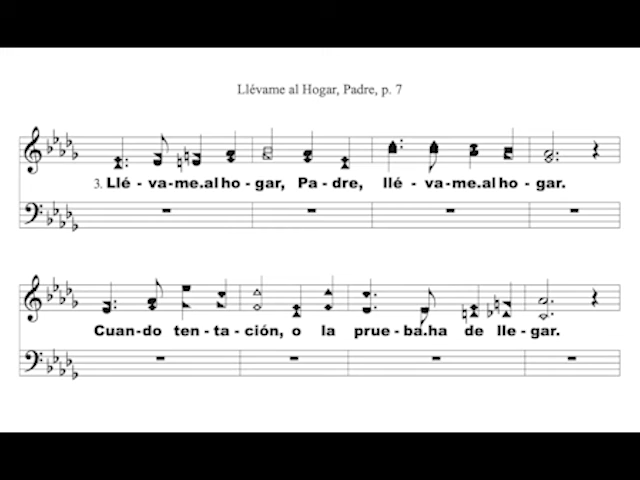 Llévame al Hogar, Padre, p. 7
3. Llé - va-me.al ho - gar, Pa - dre, llé - va-me.al ho - gar.
Cuan-do ten-ta-ción, o la prue-ba.ha de lle-gar.